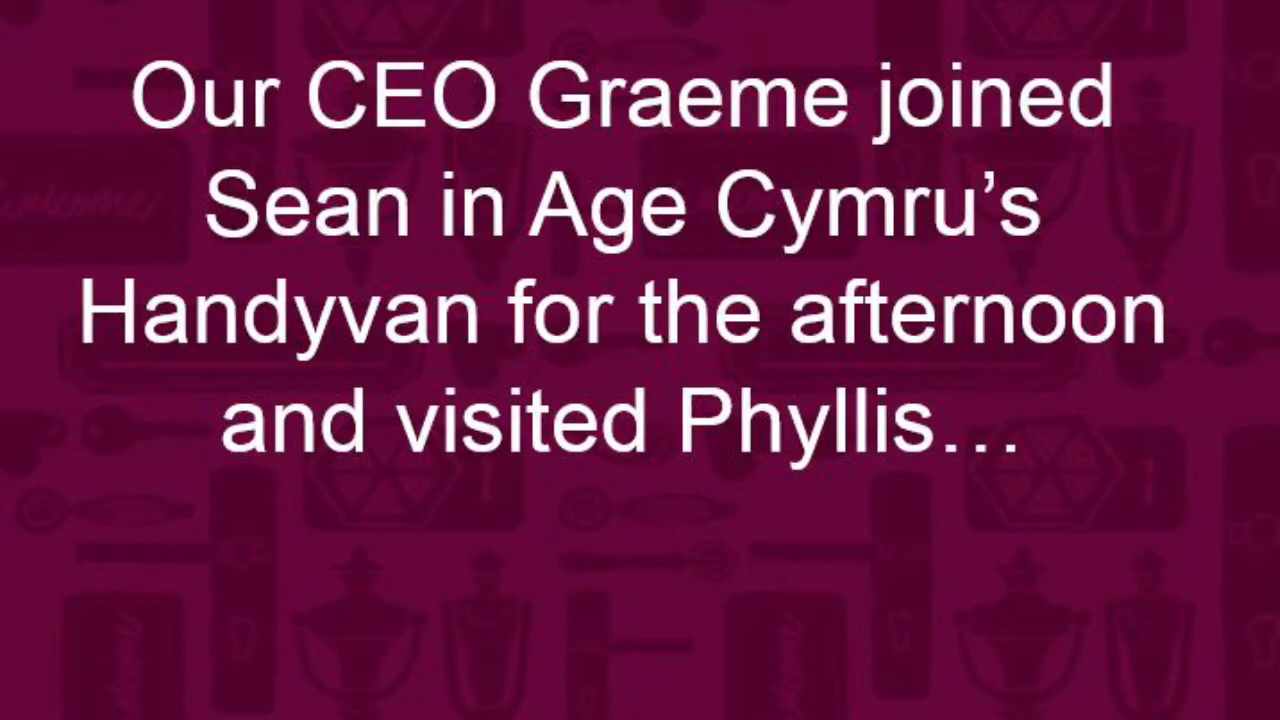 Our CEO Graeme joined
Sean in Age Cymru’s
Handyvan for the afternoon
and visited Phyllis…